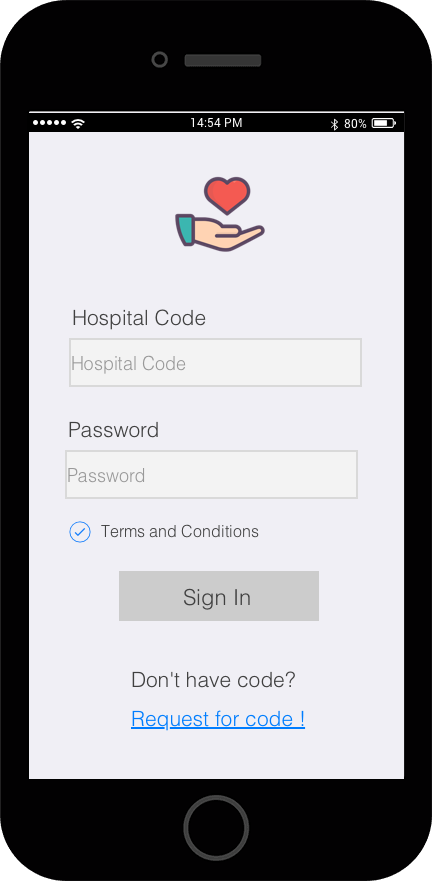 14:54 PM 80%
Hospital Code
Hospital Code
Password
Password
Terms and Conditions
Sign In
Don't have code?
Request for code !